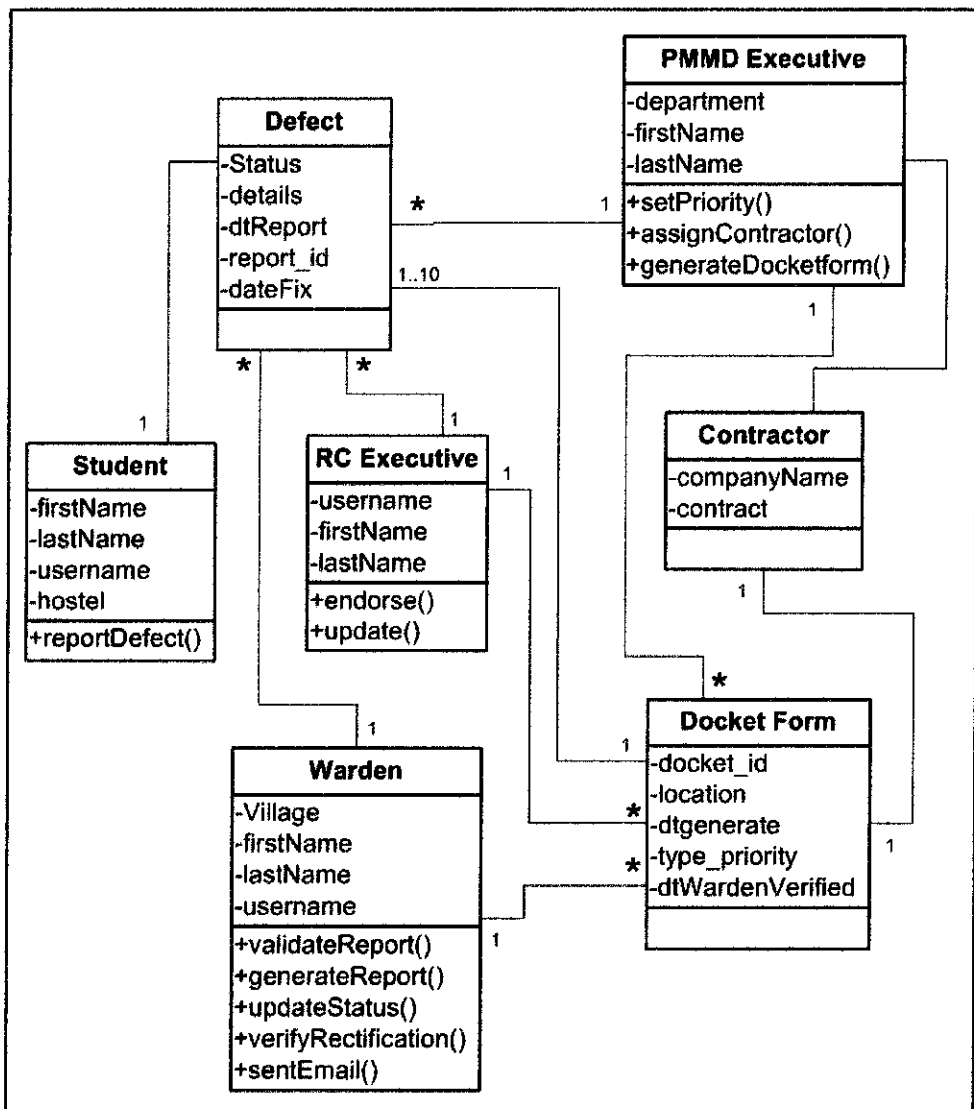 PMMD Executive
-department
-firstName
-lastName
+setPriority()
+assignContractor()
+generateDocketform()
Defect
-Status
-details
-dtReport
-report_id
-dateFix
*
1
1..10
*
*
1
1
1
Student
-firstName
-lastName
-username
-hostel
+reportDefect()
RC Executive
-username
-firstName
-lastName
+endorse()
+update()
1
Contractor
-companyName
-contract
1
*
1
Warden
-Village
-firstName
-lastName
-username
+validateReport()
+generateReport()
+updateStatus()
+verifyRectification()
+sentEmail()
1
*
*
1
Docket Form
-docket_id
-location
-dtgenerate
-type_priority
-dtWardenVerified
1